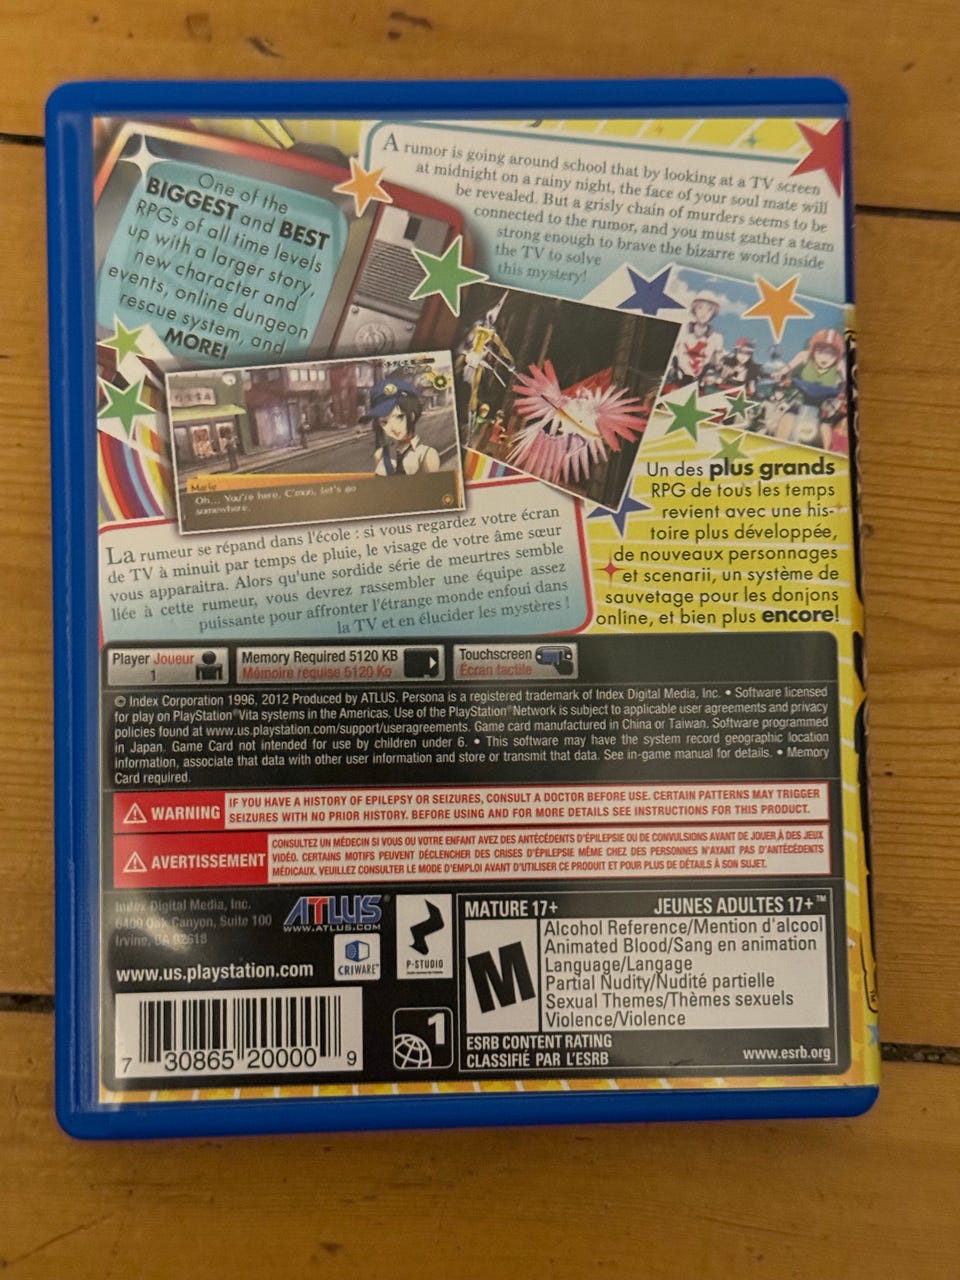 One of the
BIGGEST and BEST
RPGs of all time levels
up with a larger story,
new character and
events, online dungeon
rescue system, and
MORE!
A rumor is going around school that by looking at a TV screen
at midnight on a rainy night, the face of your soul mate will
be revealed. But a grisly chain of murders seems to be
connected to the rumor, and you must gather a team
strong enough to brave the bizarre world inside
the TV to solve
this mystery!
Marie
Oh... You're here. C'mon, let's go
somewhere.
Un des plus grands
RPG de tous les temps
revient avec une his-
toire plus développée,
de nouveaux personnages
et scenarii, un système de
sauvetage pour les donjons
online, et bien plus encore!
La rumeur se répand dans l'école : si vous regardez votre écran
de TV à minuit par temps de pluie, le visage de votre âme sœur
vous apparaitra. Alors qu'une sordide série de meurtres semble
liée à cette rumeur, vous devrez rassembler une équipe assez
puissante pour affronter l'étrange monde enfoui dans
la TV et en élucider les mystères !
Player Joueur
1
Memory Required 5120 KB
Mémoire requise 5120 Ko
Touchscreen
Écran tactile
© Index Corporation 1996, 2012 Produced by ATLUS. Persona is a registered trademark of Index Digital Media, Inc. • Software licensed
for play on PlayStation®Vita systems in the Americas. Use of the PlayStation®Network is subject to applicable user agreements and privacy
policies found at www.us.playstation.com/support/useragreements. Game card manufactured in China or Taiwan. Software programmed
in Japan. Game Card not intended for use by children under 6. • This software may have the system record geographic location
information, associate that data with other user information and store or transmit that data. See in-game manual for details. • Memory
Card required.
WARNING
IF YOU HAVE A HISTORY OF EPILEPSY OR SEIZURES, CONSULT A DOCTOR BEFORE USE. CERTAIN PATTERNS MAY TRIGGER
SEIZURES WITH NO PRIOR HISTORY. BEFORE USING AND FOR MORE DETAILS SEE INSTRUCTIONS FOR THIS PRODUCT.
AVERTISSEMENT
CONSULTEZ UN MÉDECIN SI VOUS OU VOTRE ENFANT AVEZ DES ANTÉCÉDENTS D'ÉPILEPSIE OU DE CONVULSIONS AVANT DE JOUER À DES JEUX
VIDÉO. CERTAINS MOTIFS PEUVENT DÉCLENCHER DES CRISES D'ÉPILEPSIE MÊME CHEZ DES PERSONNES N'AYANT PAS D'ANTÉCÉDENTS
MÉDICAUX. VEUILLEZ CONSULTER LE MODE D'EMPLOI AVANT D'UTILISER CE PRODUIT ET POUR PLUS DE DÉTAILS À SON SUJET.
Index Digital Media, Inc.
6400 Oak Canyon, Suite 100
Irvine, CA 92618
ATLUS®
WWW.ATLUS.COM
CRIWARE™
P-STUDIO
www.us.playstation.com
7 30865 20000 9
1
MATURE 17+ JEUNES ADULTES 17+™
M
Alcohol Reference/Mention d'alcool
Animated Blood/Sang en animation
Language/Langage
Partial Nudity/Nudité partielle
Sexual Themes/Thèmes sexuels
Violence/Violence
ESRB CONTENT RATING
CLASSIFIÉ PAR L'ESRB
www.esrb.org